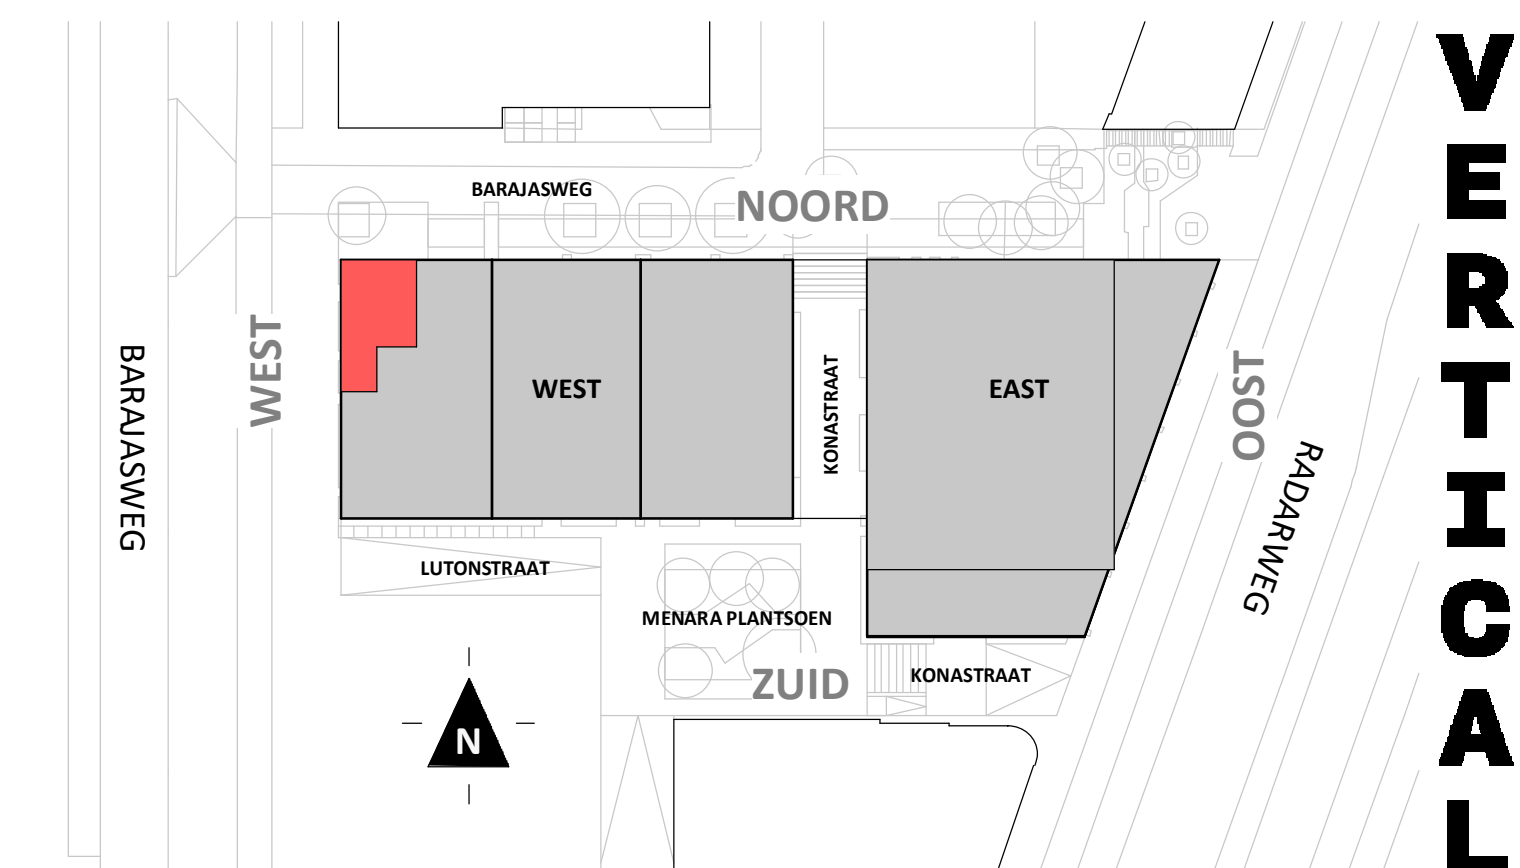 BARAJASWEG
NOORD
WEST
BARAJASWEG
WEST
KONASTRAAT
EAST
OOST
RADARWEG
LUTONSTRAAT
MENARA PLANTSOEN
ZUID
KONASTRAAT
N
VERTICAL